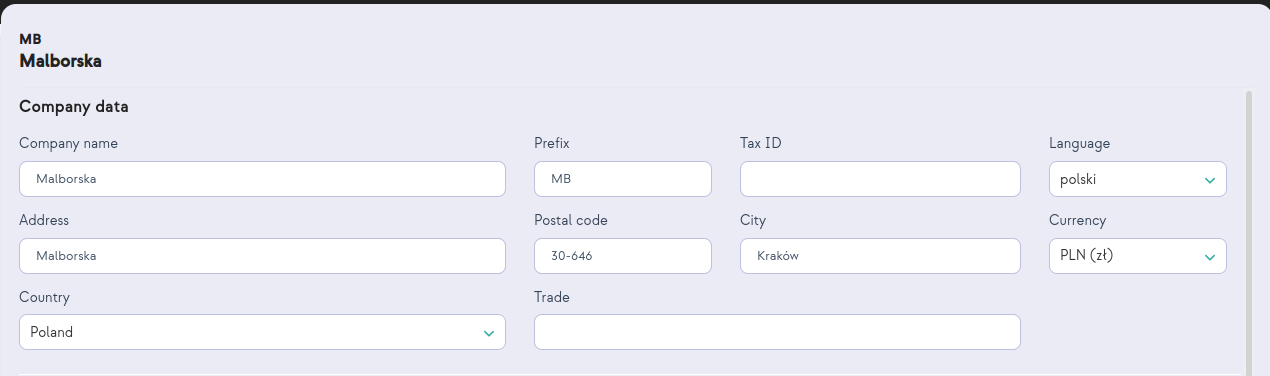 MB
Malborska
Company data
Company name Prefix Tax ID Language
Malborska MB polski
Address Postal code City Currency
Malborska 30-646 Kraków PLN (zł)
Country Trade
Poland